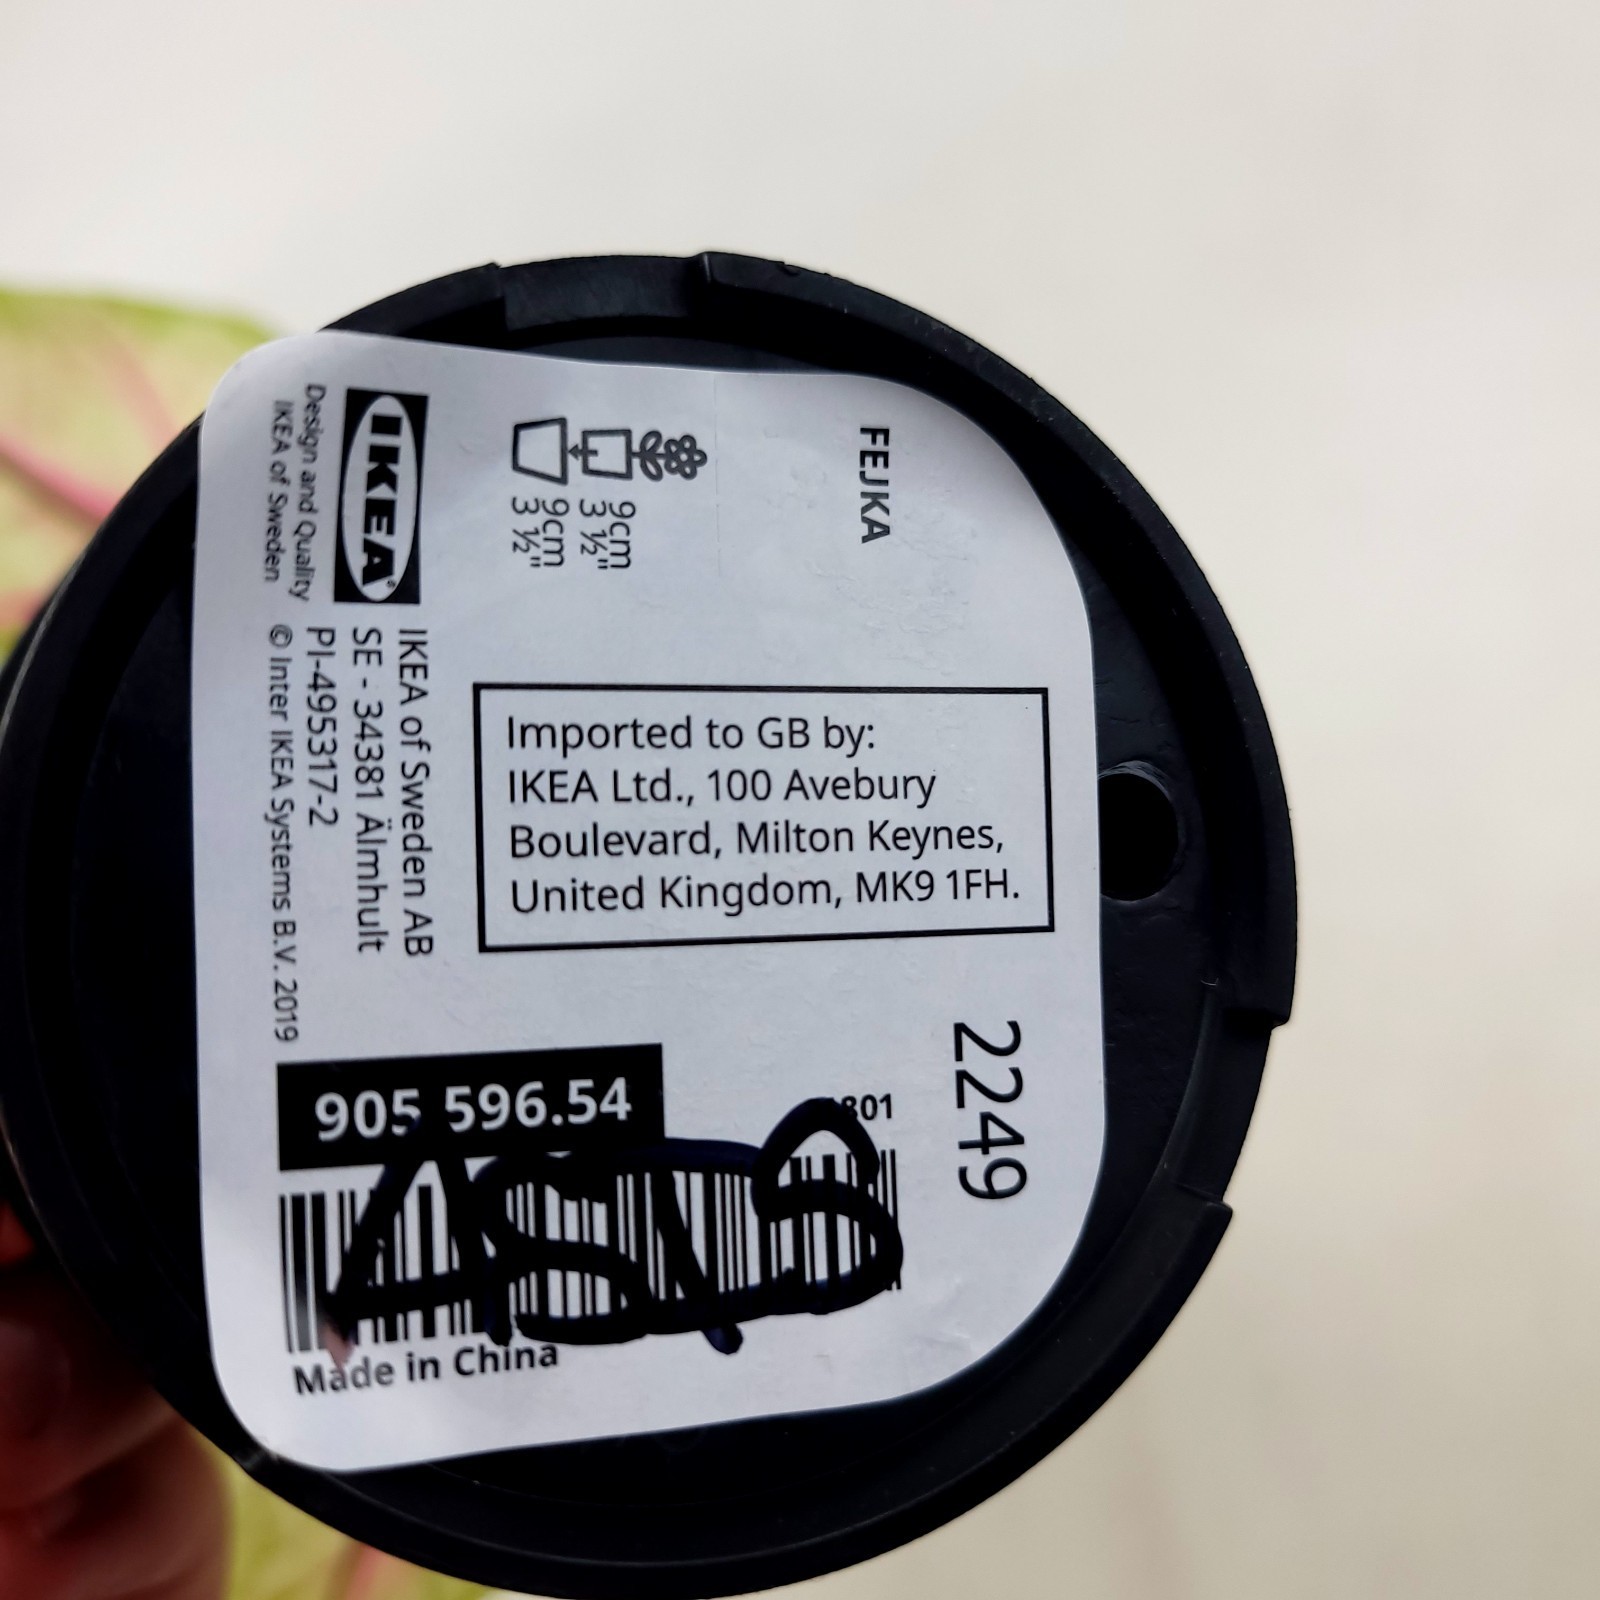 FEJKA
9cm
3 ½"
9cm
3 ½"
IKEA
Design and Quality
IKEA of Sweden
IKEA of Sweden AB
SE - 34381 Älmhult
PI-495317-2
© Inter IKEA Systems B.V. 2019
Imported to GB by:
IKEA Ltd., 100 Avebury
Boulevard, Milton Keynes,
United Kingdom, MK9 1FH.
2249
905 596.54
Made in China